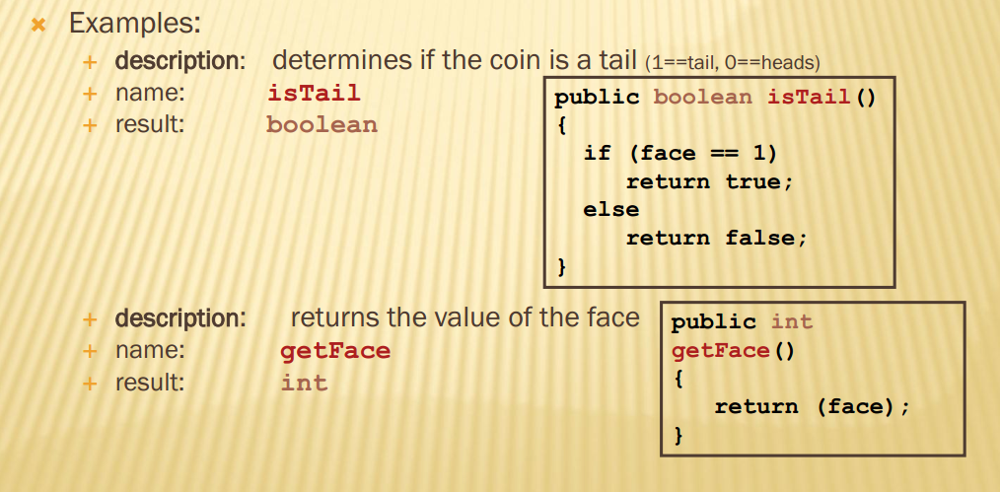 Examples:
description: determines if the coin is a tail (1==tail, 0==heads)
name: isTail
result: boolean
public boolean isTail()
{
if (face == 1)
return true;
else
return false;
}
description: returns the value of the face
name: getFace
result: int
public int
getFace()
{
return (face);
}